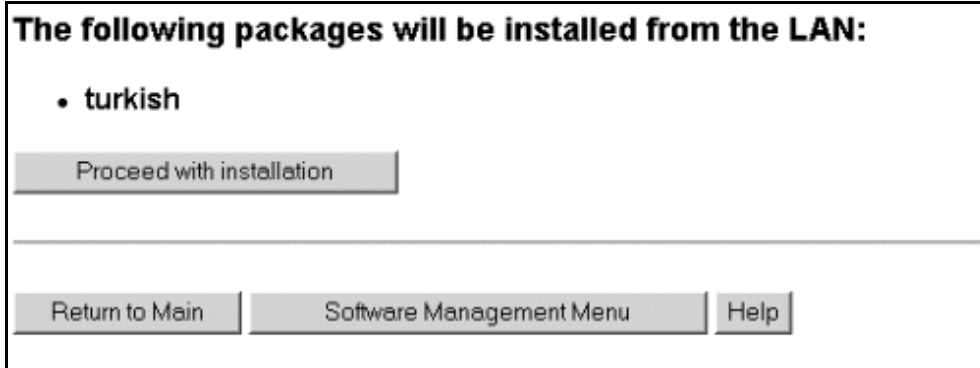 The following packages will be installed from the LAN:
• turkish
Proceed with installation
Return to Main Software Management Menu Help